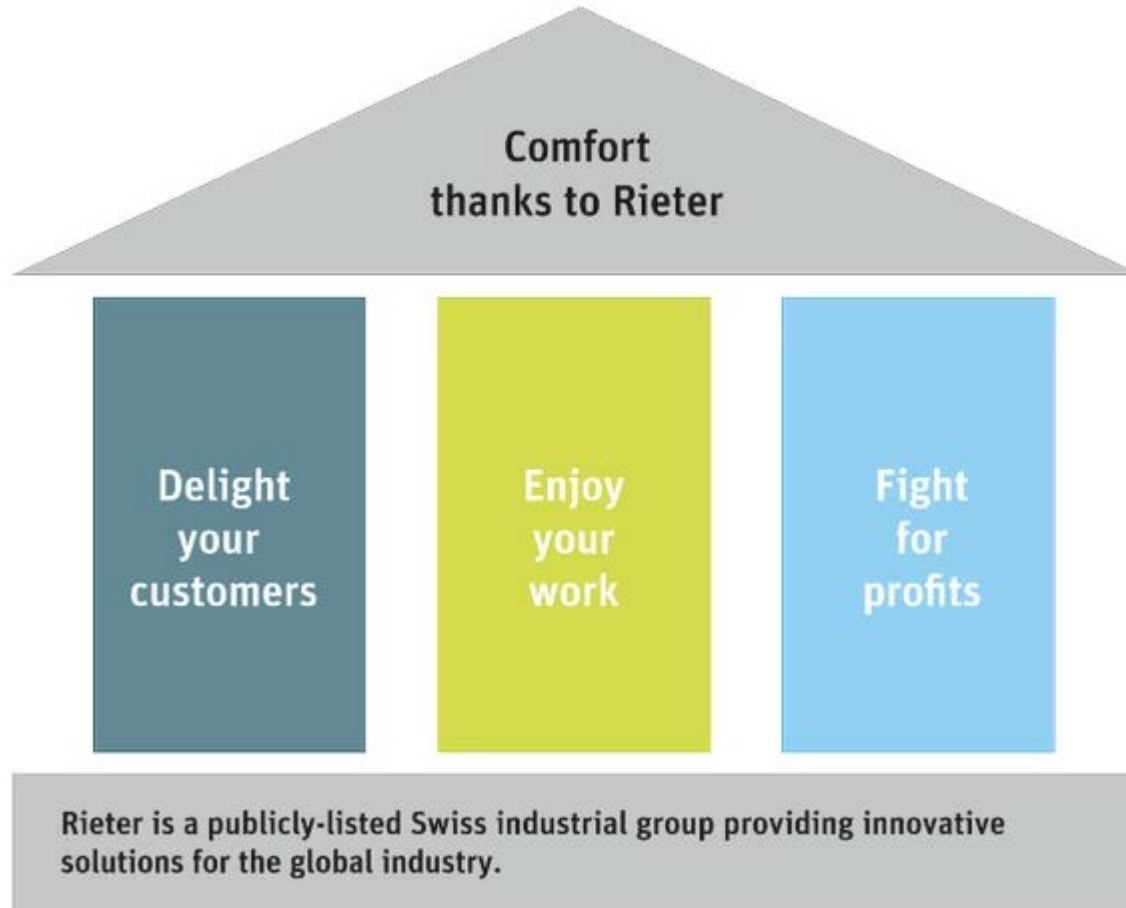 Comfort
thanks to Rieter
Delight
your
customers
Enjoy
your
work
Fight
for
profits
Rieter is a publicly-listed Swiss industrial group providing innovative
solutions for the global industry.